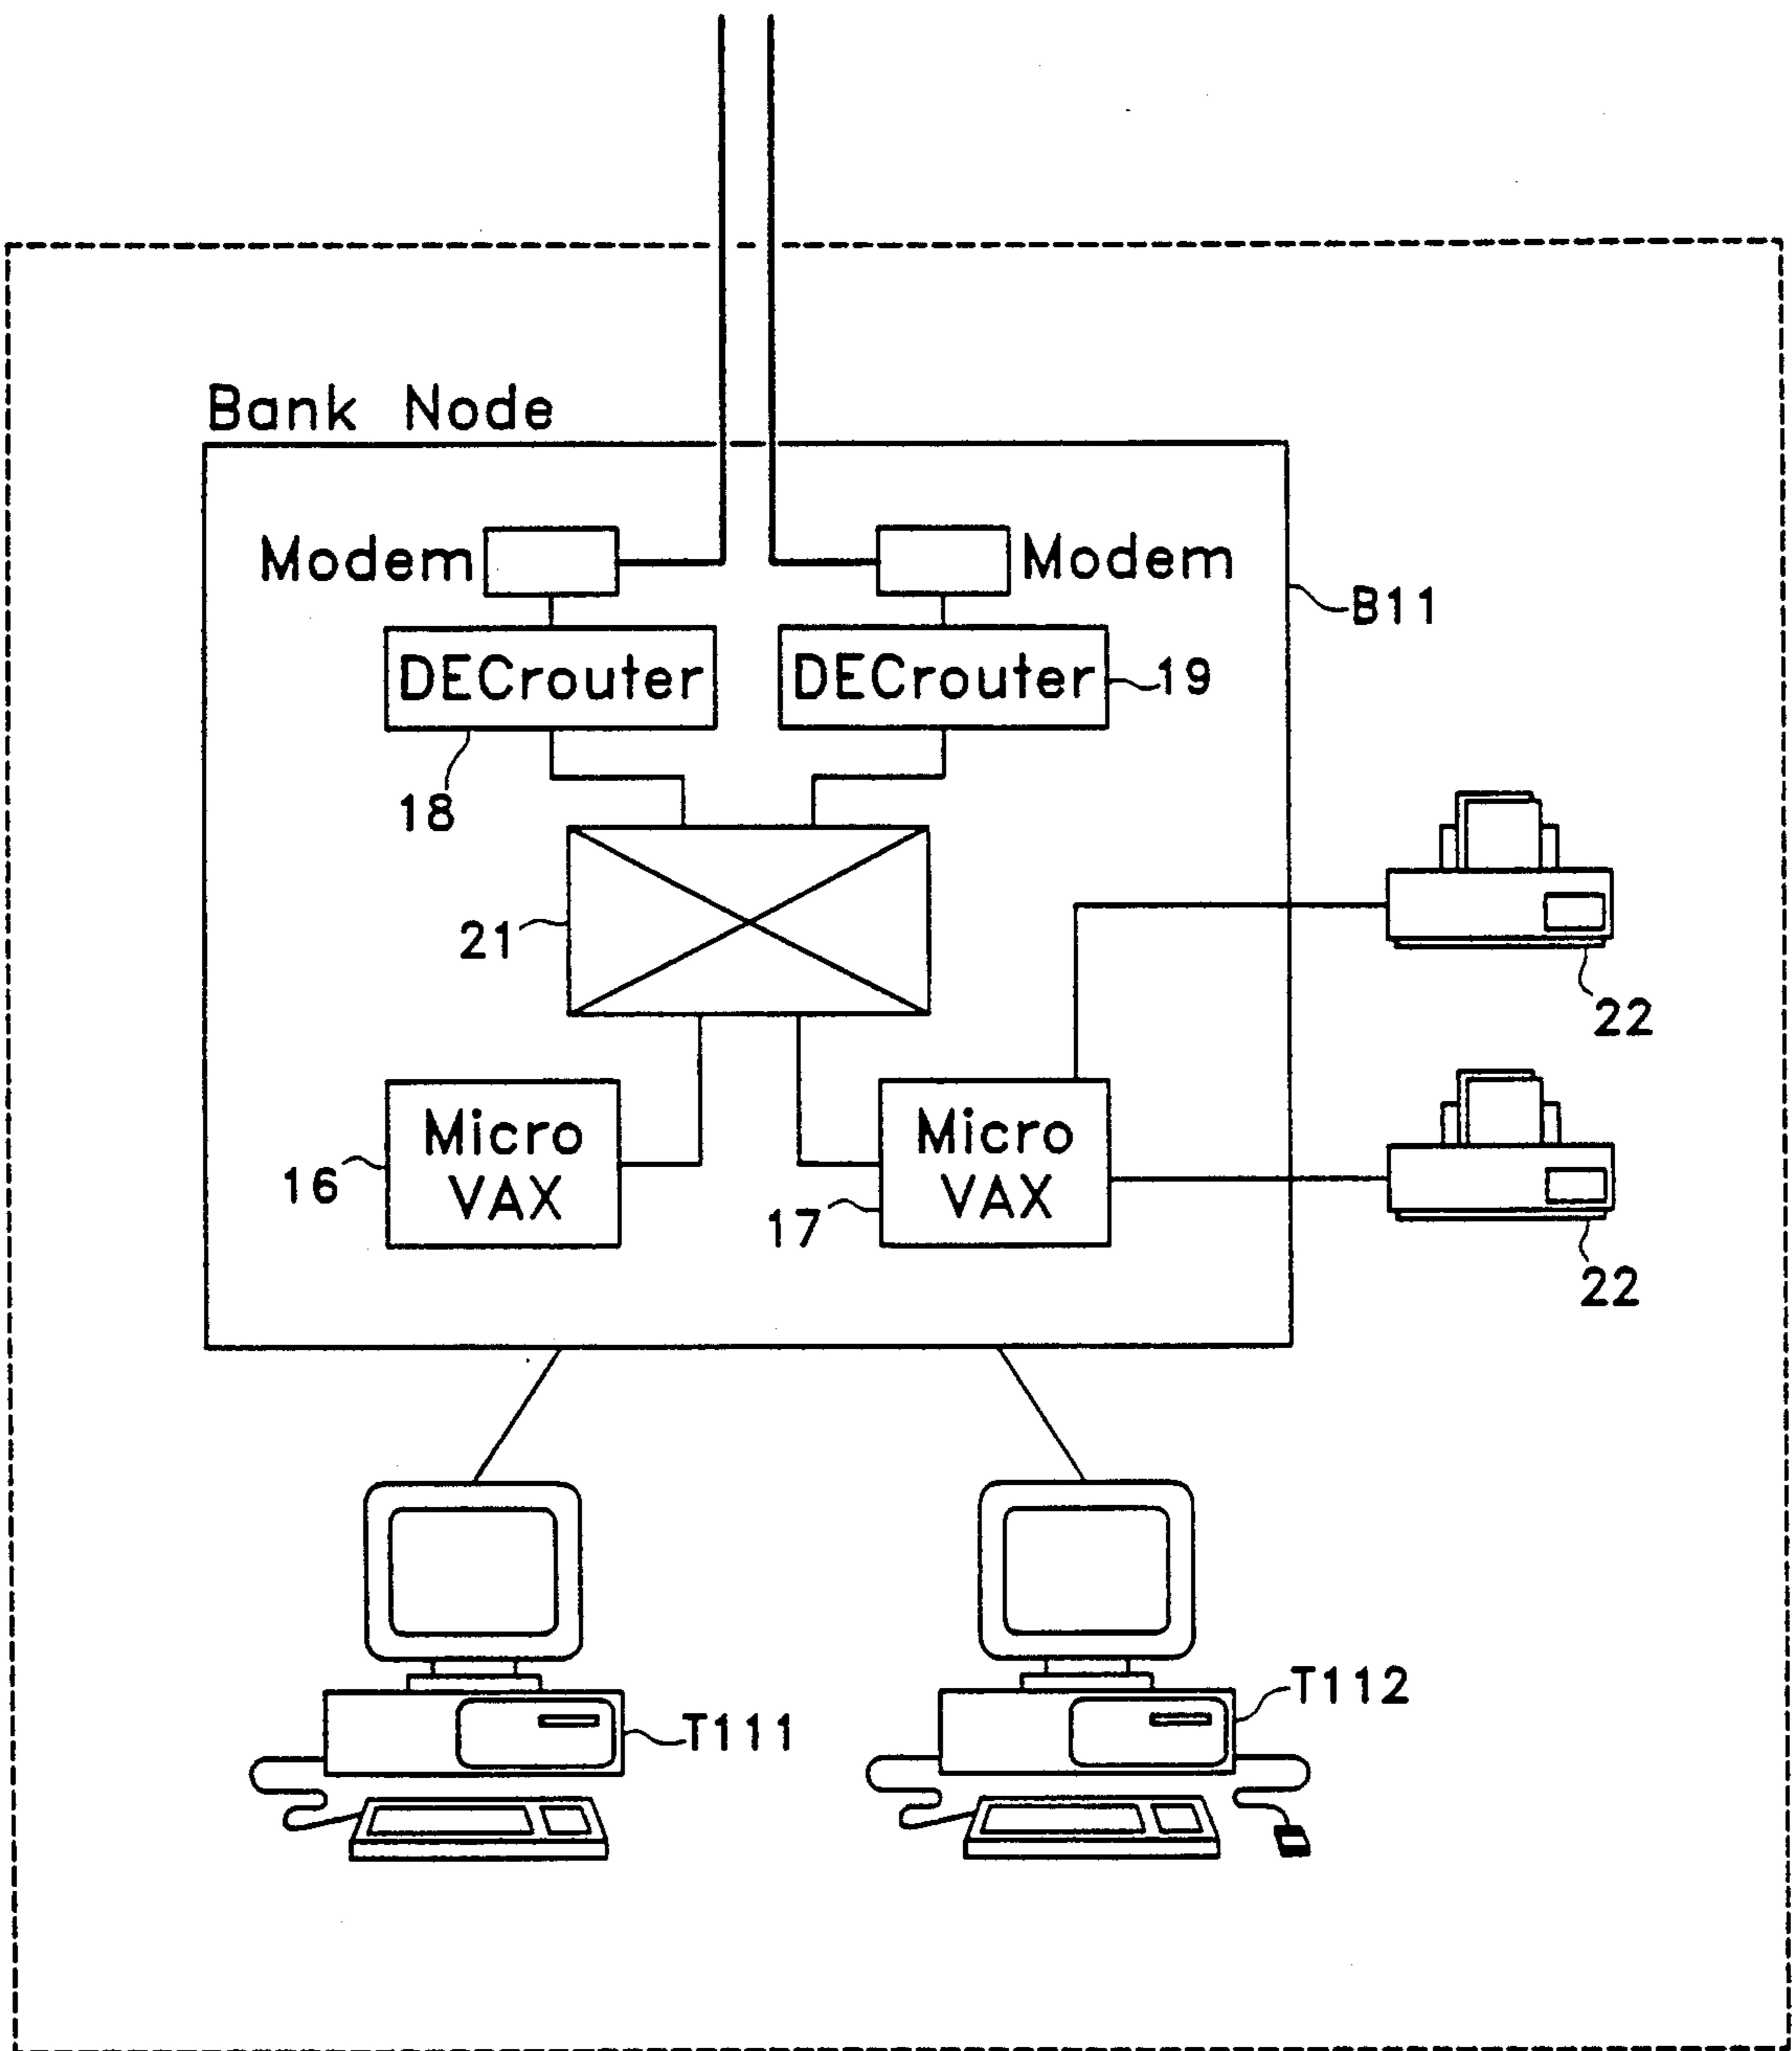 Bank Node
Modem
Modem
B11
DECrouter
DECrouter
19
18
21
22
Micro
VAX
Micro
VAX
16
17
22
T112
T111